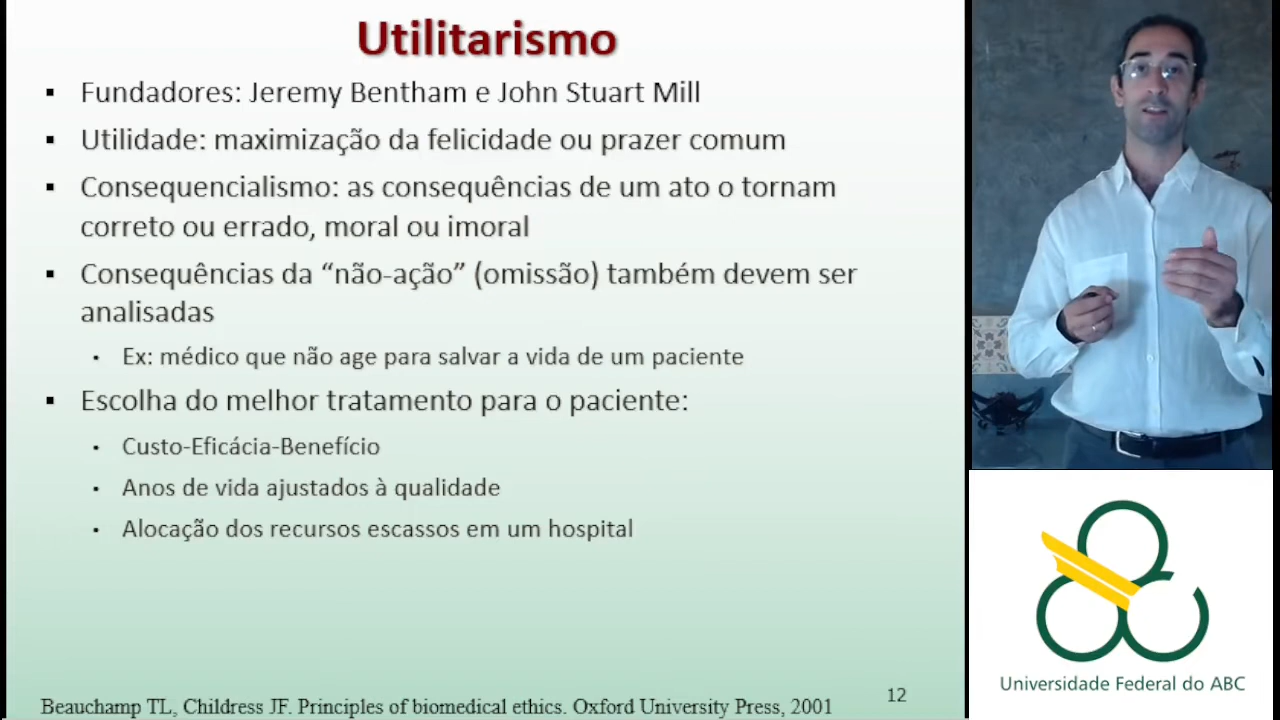 Utilitarismo
▪ Fundadores: Jeremy Bentham e John Stuart Mill
▪ Utilidade: maximização da felicidade ou prazer comum
▪ Consequencialismo: as consequências de um ato o tornam
correto ou errado, moral ou imoral
▪ Consequências da “não-ação” (omissão) também devem ser
analisadas
• Ex: médico que não age para salvar a vida de um paciente
▪ Escolha do melhor tratamento para o paciente:
• Custo-Eficácia-Benefício
• Anos de vida ajustados à qualidade
• Alocação dos recursos escassos em um hospital
Beauchamp TL, Childress JF. Principles of biomedical ethics. Oxford University Press, 2001
12
Universidade Federal do ABC